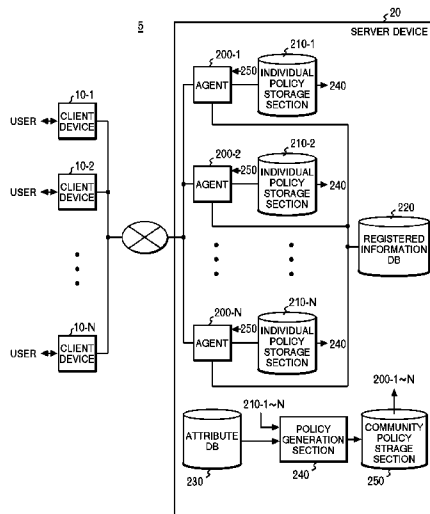 5
20
SERVER DEVICE
200-1
250
210-1
10-1
USER
CLIENT DEVICE
AGENT
INDIVIDUAL POLICY STORAGE SECTION
240
10-2
USER
CLIENT DEVICE
200-2
250
210-2
AGENT
INDIVIDUAL POLICY STORAGE SECTION
240
220
REGISTERED INFORMATION DB
10-N
USER
CLIENT DEVICE
200-N
250
210-N
AGENT
INDIVIDUAL POLICY STORAGE SECTION
240
200-1~N
210-1~N
ATTRIBUTE DB
230
POLICY GENERATION SECTION
240
COMMUNITY POLICY STRAGE SECTION
250